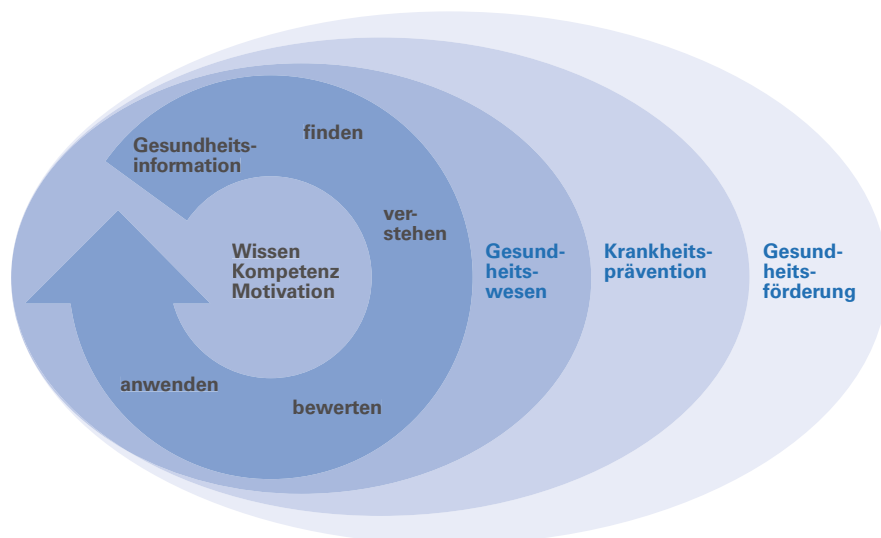 Gesundheits-
information
finden
ver-
stehen
bewerten
anwenden
Wissen
Kompetenz
Motivation
Gesund-
heits-
wesen
Krankheits-
prävention
Gesund-
heits-
förderung